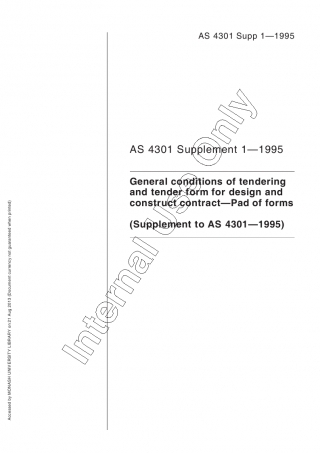 AS 4301 Supp 1—1995
AS 4301 Supplement 1—1995
General conditions of tendering
and tender form for design and
construct contract—Pad of forms
(Supplement to AS 4301—1995)
Internal Use Only
Accessed by MONASH UNIVERSITY LIBRARY on 21 Aug 2013 (Document currency not guaranteed when printed)